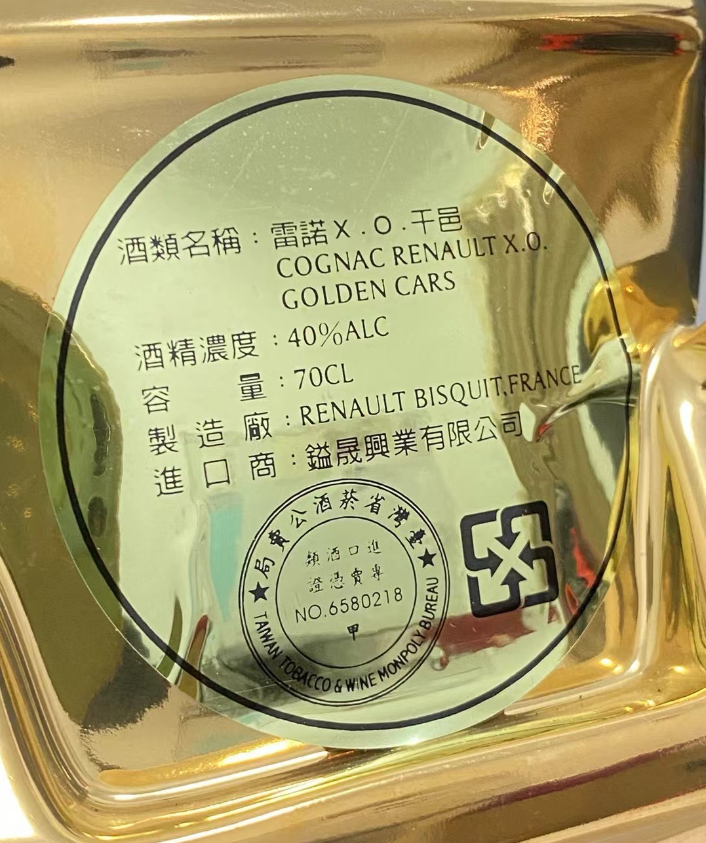 酒類名稱：雷諾X.O.干邑
COGNAC RENAULT X.O.
GOLDEN CARS
酒精濃度：40%ALC
容量：70CL
製造廠：RENAULT BISQUIT,FRANCE
進口商：鎰晟興業有限公司
局賣公酒菸省灣臺
類酒口進
證憑賣專
NO.6580218
甲
TAIWAN TOBACCO & WINE MONPOLY BUREAU